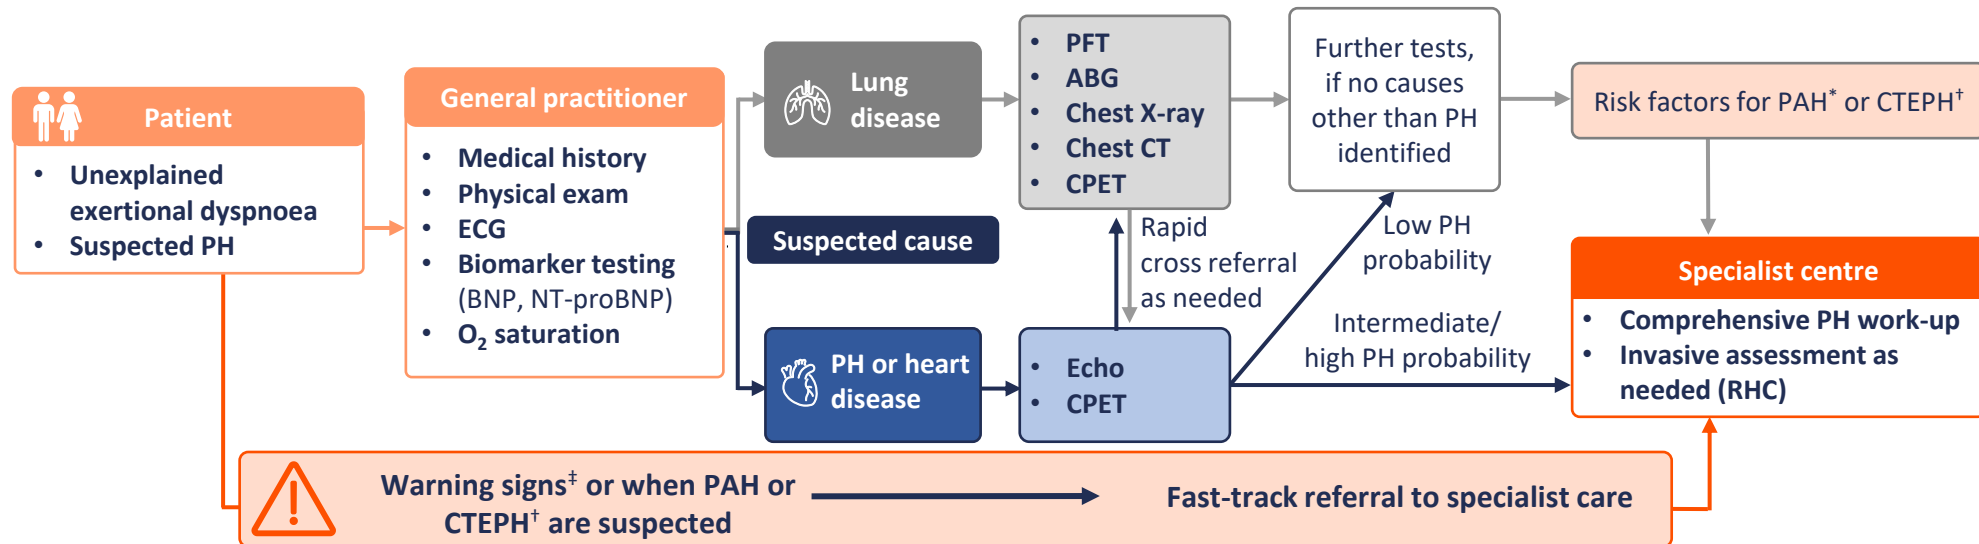 Patient
• Unexplained
exertional dyspnoea
• Suspected PH
General practitioner
• Medical history
• Physical exam
• ECG
• Biomarker testing
(BNP, NT-proBNP)
• O₂ saturation
Suspected cause
Lung
disease
PH or heart
disease
• PFT
• ABG
• Chest X-ray
• Chest CT
• CPET
Rapid
cross referral
as needed
• Echo
• CPET
Further tests,
if no causes
other than PH
identified
Low PH
probability
Intermediate/
high PH probability
Risk factors for PAH* or CTEPH†
Specialist centre
• Comprehensive PH work-up
• Invasive assessment as
needed (RHC)
Warning signs‡ or when PAH or
CTEPH† are suspected
Fast-track referral to specialist care